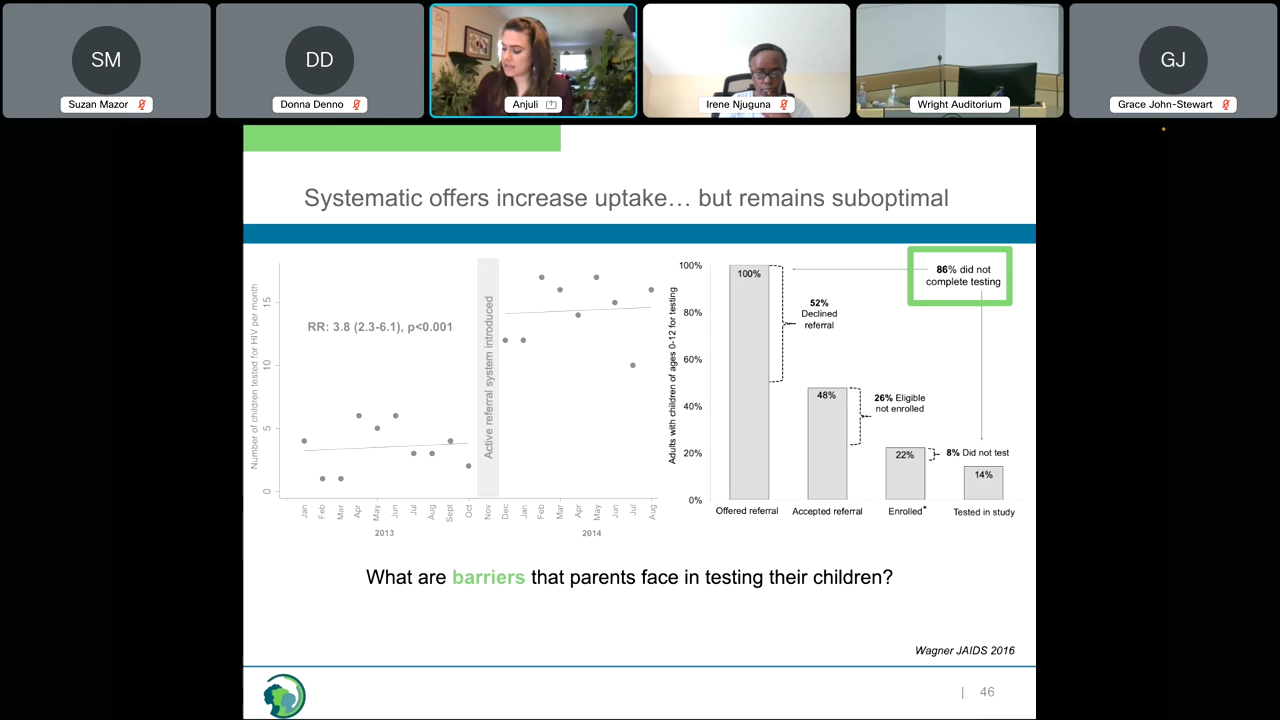 SM
DD
GJ
Suzan Mazor
Donna Denno
Anjuli
Irene Njuguna
Wright Auditorium
Grace John-Stewart
Systematic offers increase uptake… but remains suboptimal
Number of children tested for HIV per month
0
5
10
15
RR: 3.8 (2.3-6.1), p<0.001
Active referral system introduced
Jan
Feb
Mar
Apr
May
Jun
Jul
Aug
Sept
Oct
Nov
Dec
Jan
Feb
Mar
Apr
May
Jun
Jul
Aug
2013
2014
Adults with children of ages 0-12 for testing
100%
80%
60%
40%
20%
0%
100%
52%
Declined
referral
48%
26% Eligible
not enrolled
22%
8% Did not test
14%
86% did not
complete testing
Offered referral
Accepted referral
Enrolled*
Tested in study
What are barriers that parents face in testing their children?
Wagner JAIDS 2016
| 46